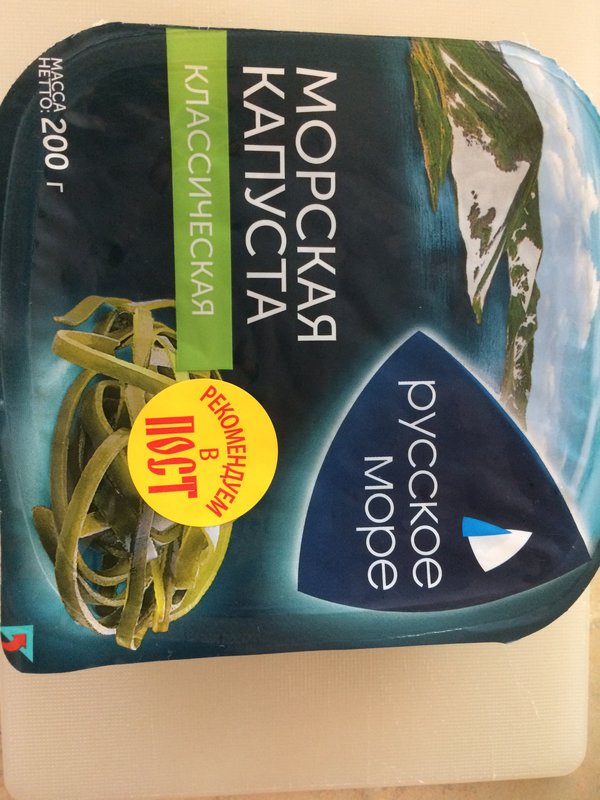 русское
море
МОРСКАЯ
КАПУСТА
КЛАССИЧЕСКАЯ
РЕКОМЕНДУЕМ
В
ПОСТ
МАССА
НЕТТО: 200 г